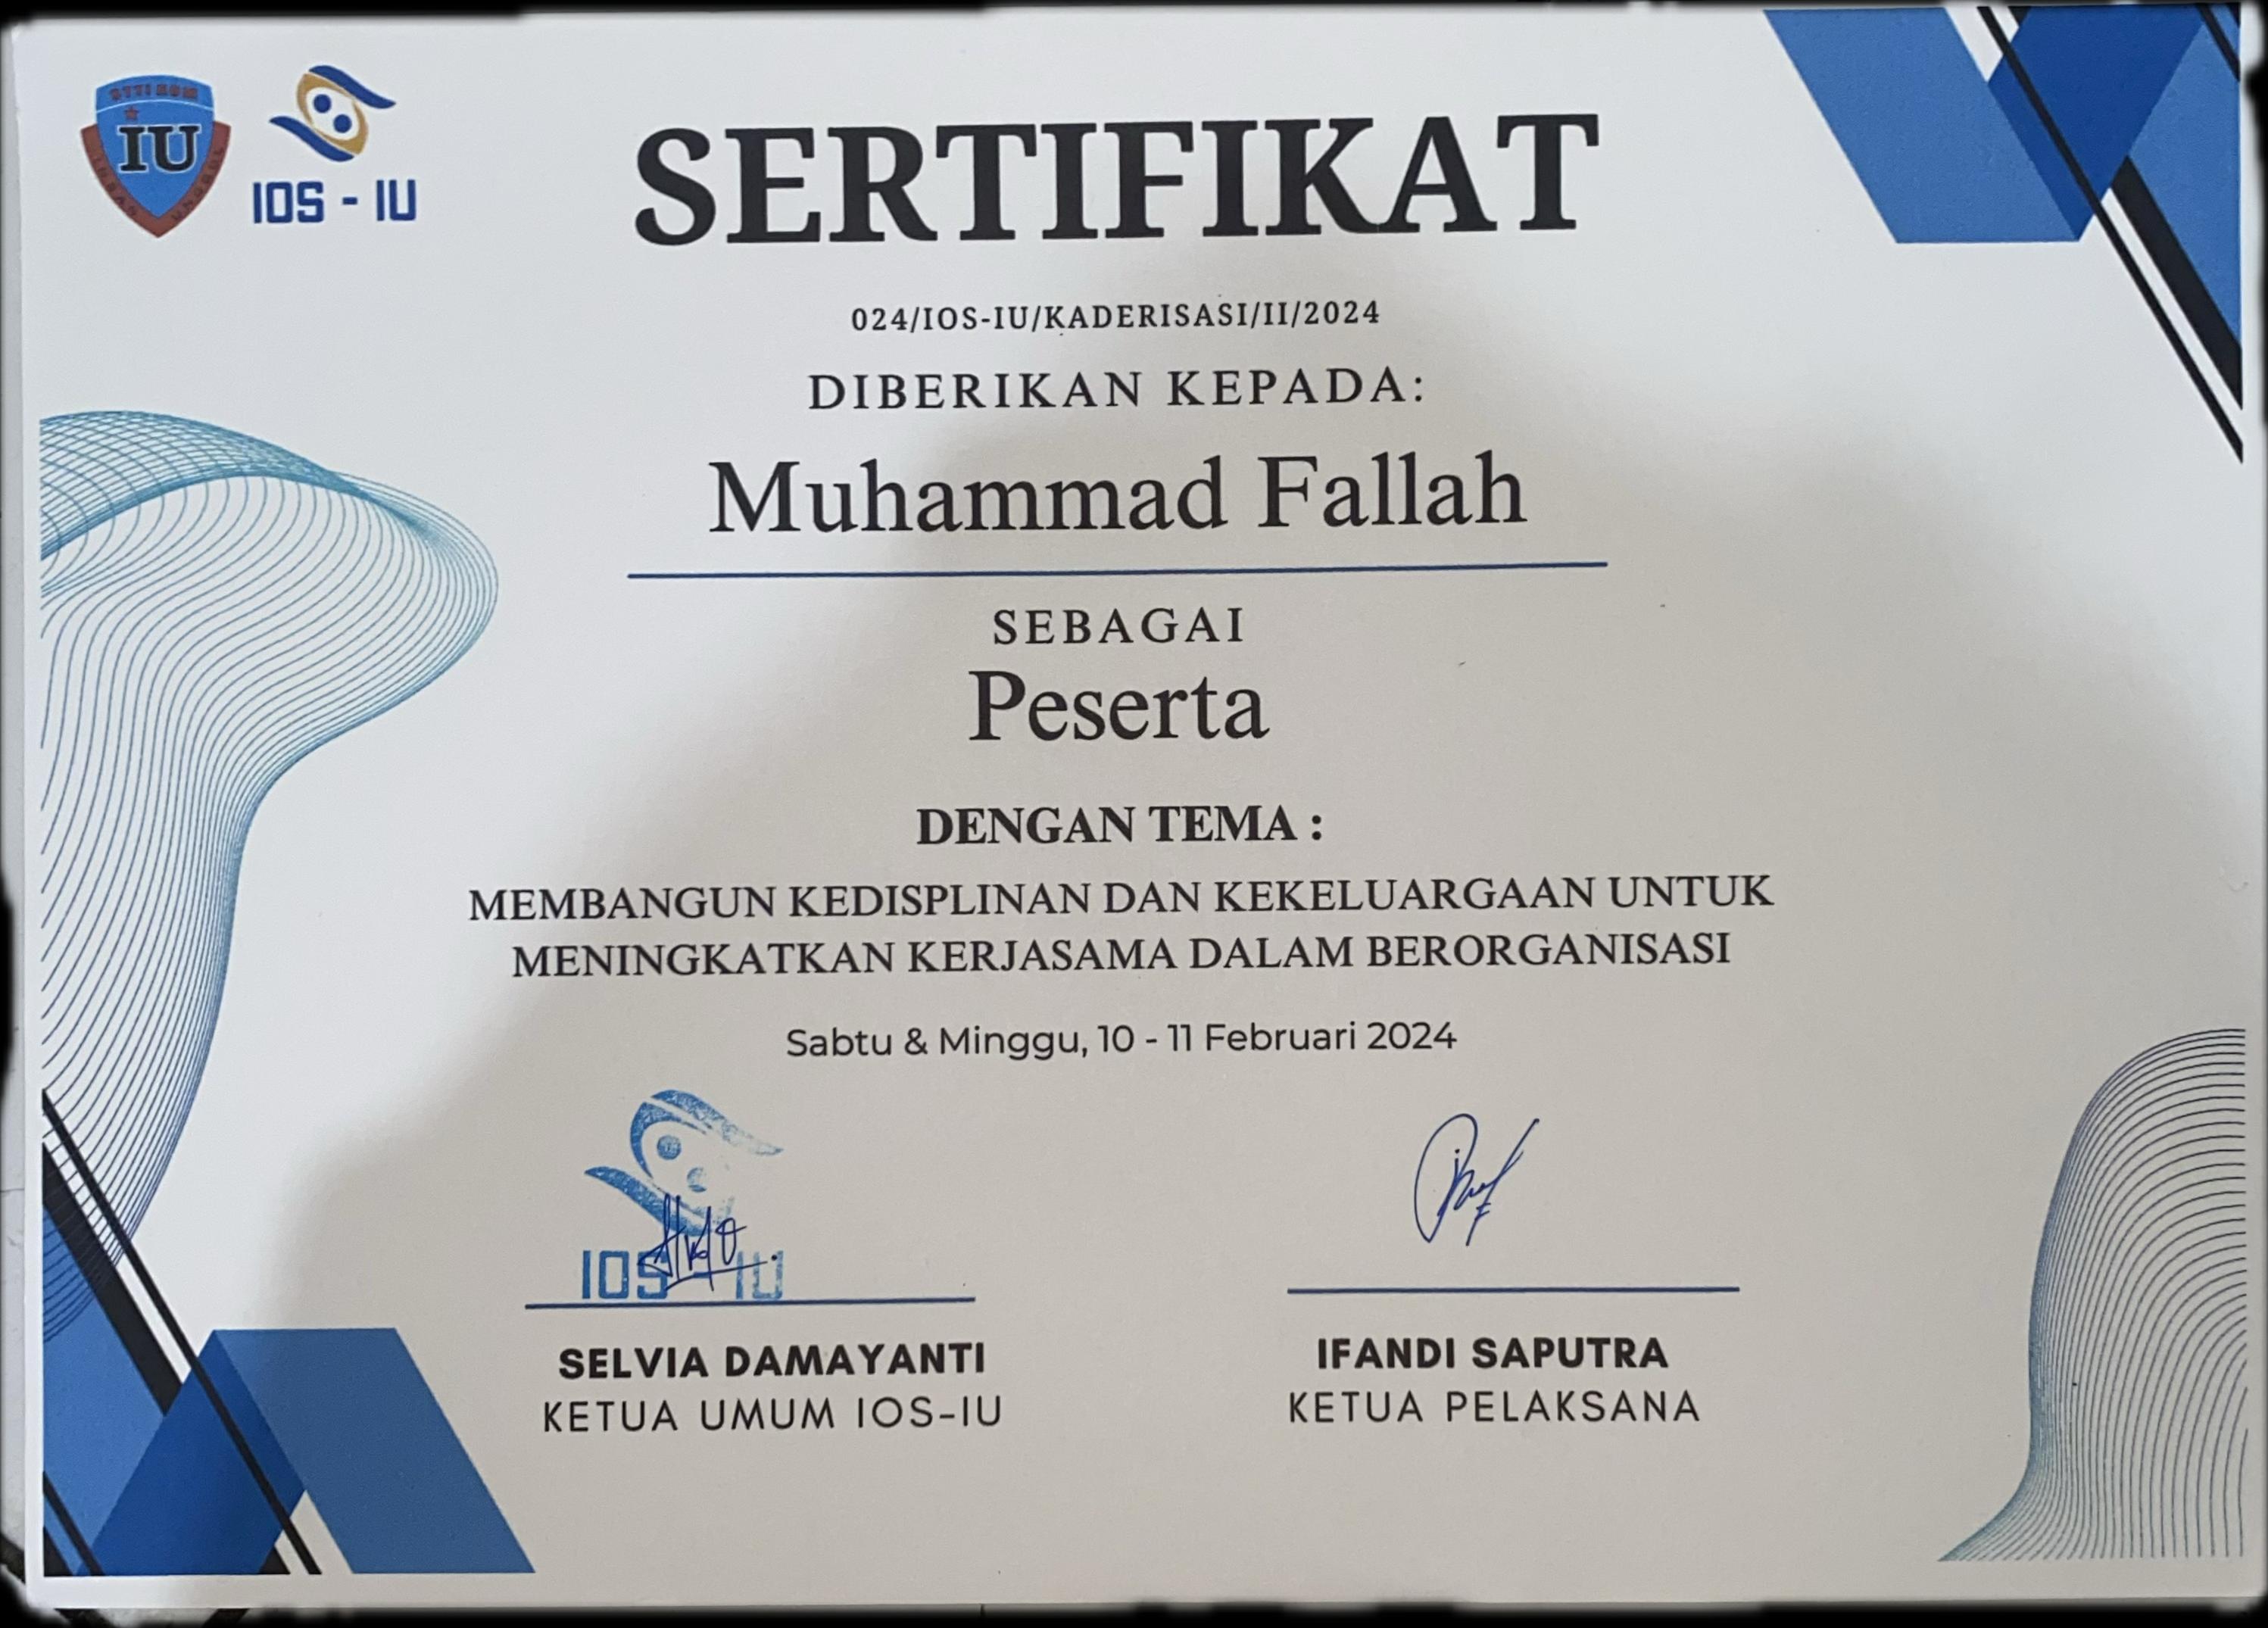 IU
IOS - IU
SERTIFIKAT
024/IOS-IU/KADERISASI/II/2024
DIBERIKAN KEPADA:
Muhammad Fallah
SEBAGAI
Peserta
DENGAN TEMA :
MEMBANGUN KEDISPLINAN DAN KEKELUARGAAN UNTUK
MENINGKATKAN KERJASAMA DALAM BERORGANISASI
Sabtu & Minggu, 10 - 11 Februari 2024
IOS - IU
SELVIA DAMAYANTI
KETUA UMUM IOS-IU
IFANDI SAPUTRA
KETUA PELAKSANA